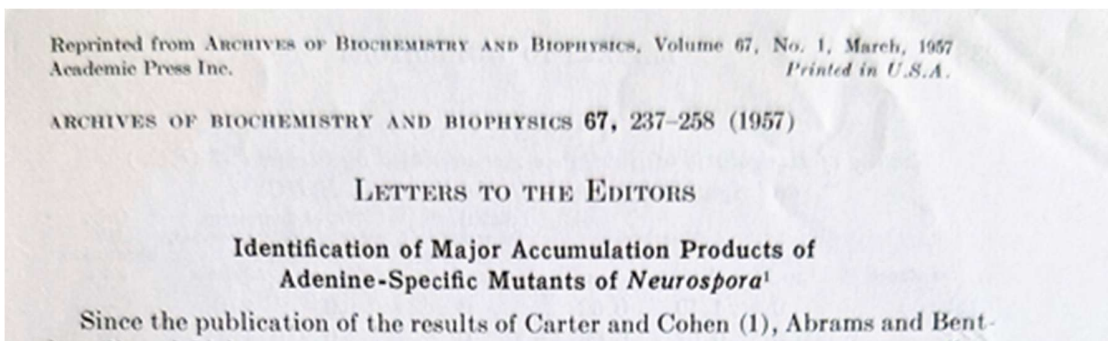 Reprinted from ARCHIVES OF BIOCHEMISTRY AND BIOPHYSICS, Volume 67, No. 1, March, 1957
Academic Press Inc. Printed in U.S.A.
ARCHIVES OF BIOCHEMISTRY AND BIOPHYSICS 67, 237–258 (1957)
LETTERS TO THE EDITORS
Identification of Major Accumulation Products of
Adenine-Specific Mutants of Neurospora¹
Since the publication of the results of Carter and Cohen (1), Abrams and Bent-